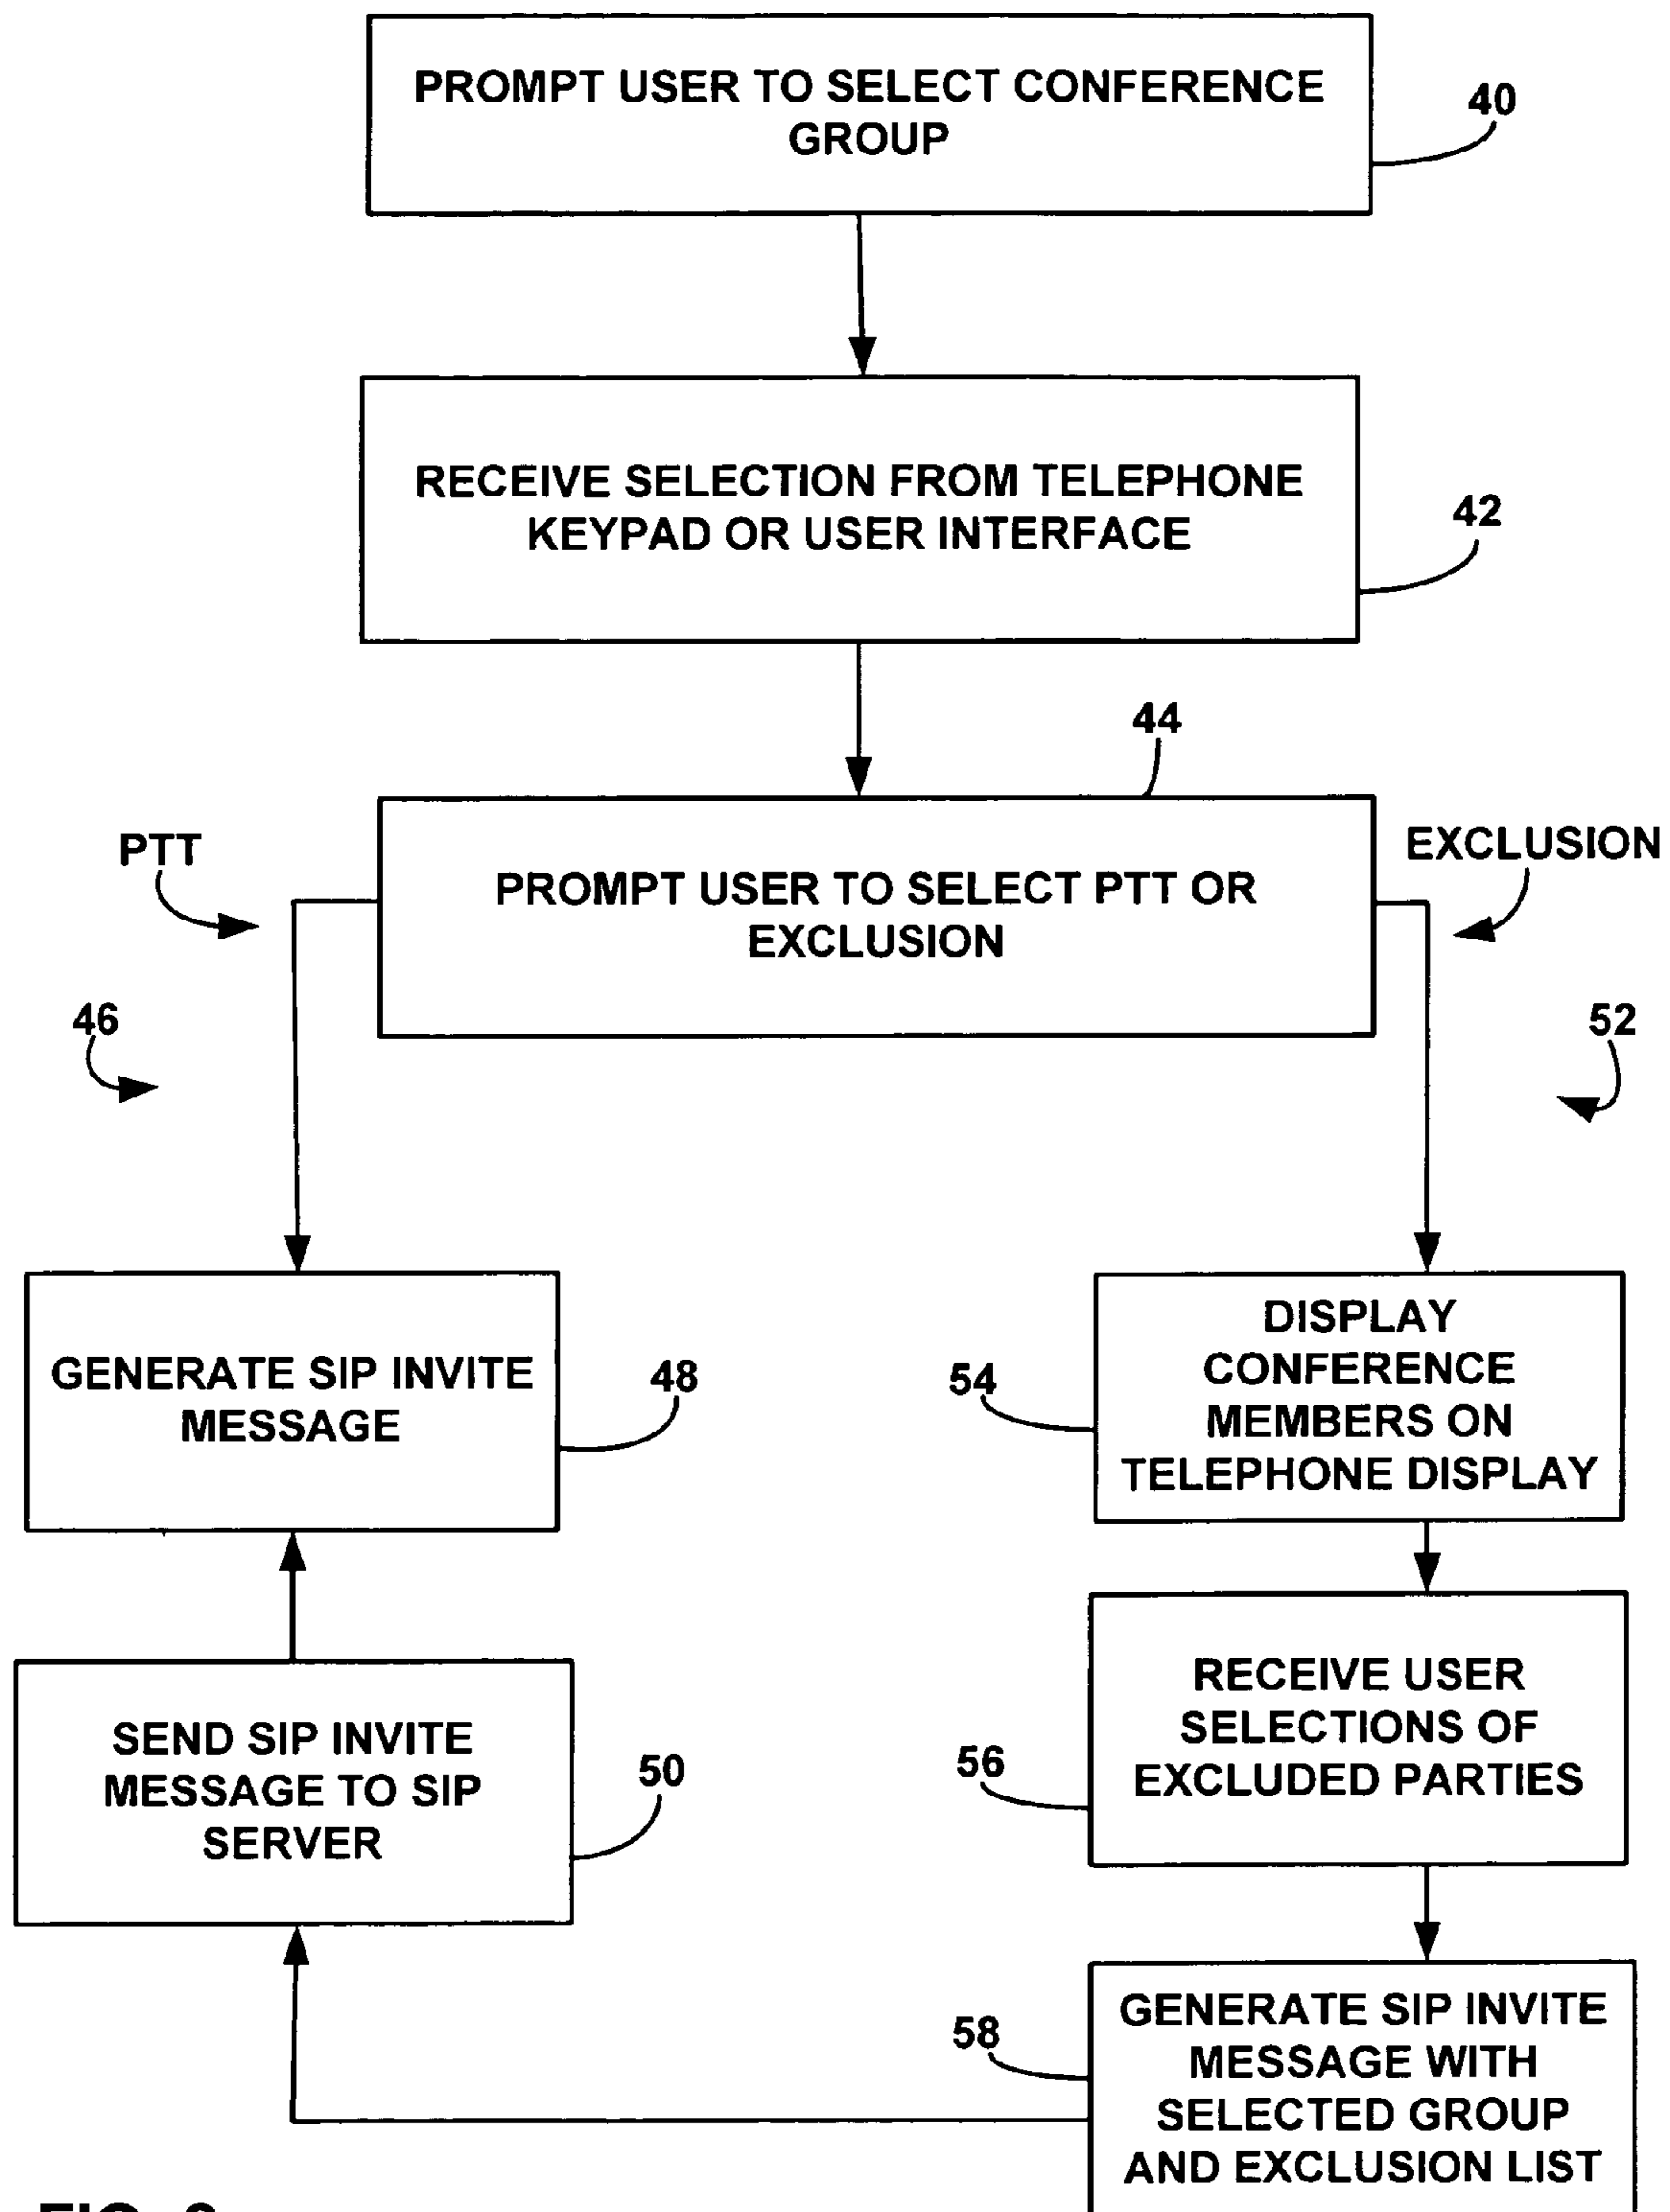 PROMPT USER TO SELECT CONFERENCE
GROUP
40
RECEIVE SELECTION FROM TELEPHONE
KEYPAD OR USER INTERFACE
42
44
PTT
PROMPT USER TO SELECT PTT OR
EXCLUSION
EXCLUSION
46
52
GENERATE SIP INVITE
MESSAGE
48
54
DISPLAY
CONFERENCE
MEMBERS ON
TELEPHONE DISPLAY
SEND SIP INVITE
MESSAGE TO SIP
SERVER
50
56
RECEIVE USER
SELECTIONS OF
EXCLUDED PARTIES
58
GENERATE SIP INVITE
MESSAGE WITH
SELECTED GROUP
AND EXCLUSION LIST
FIG.